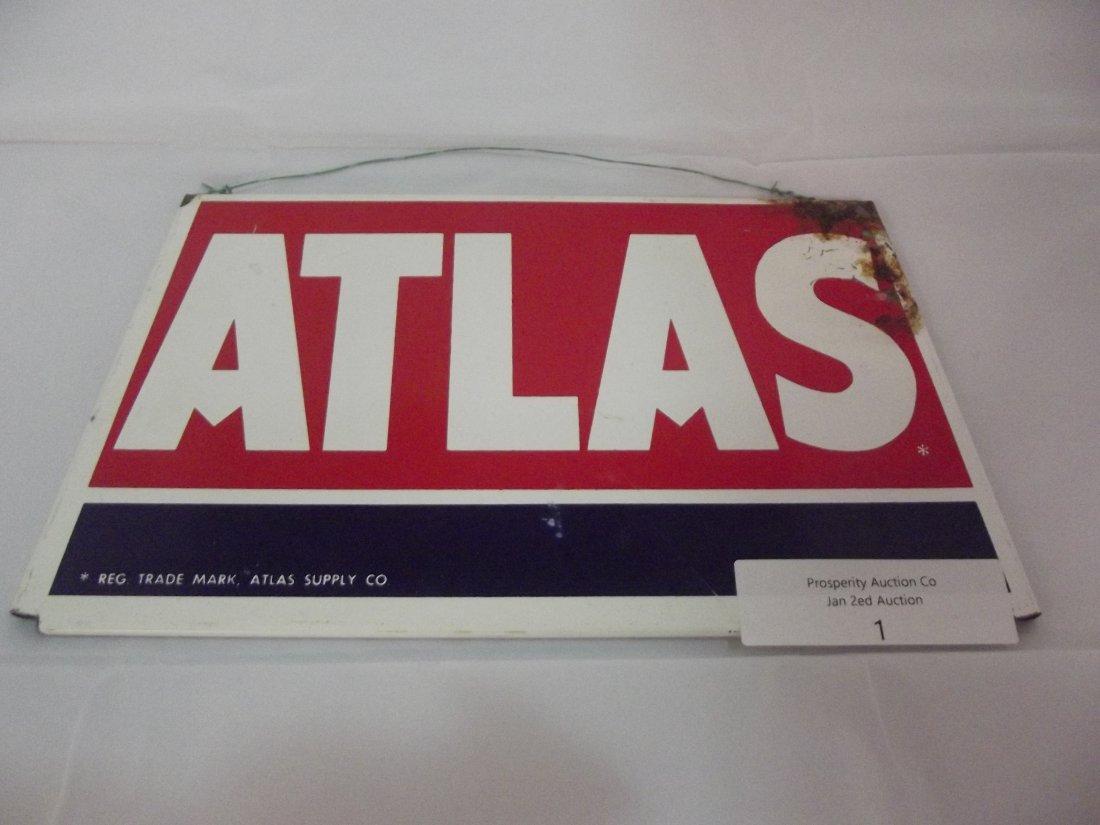 ATLAS
*
* REG. TRADE MARK, ATLAS SUPPLY CO
Prosperity Auction Co
Jan 2ed Auction
1